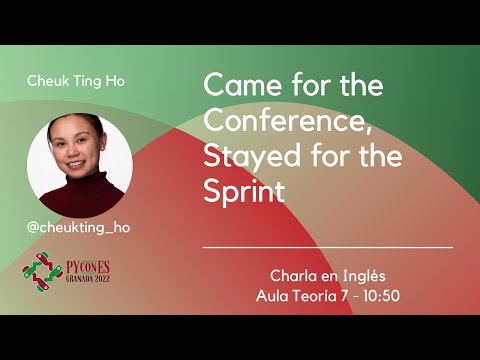 Cheuk Ting Ho
@cheukting_ho
PYCONES
GRANADA 2022
Came for the
Conference,
Stayed for the
Sprint
Charla en Inglés
Aula Teoría 7 - 10:50